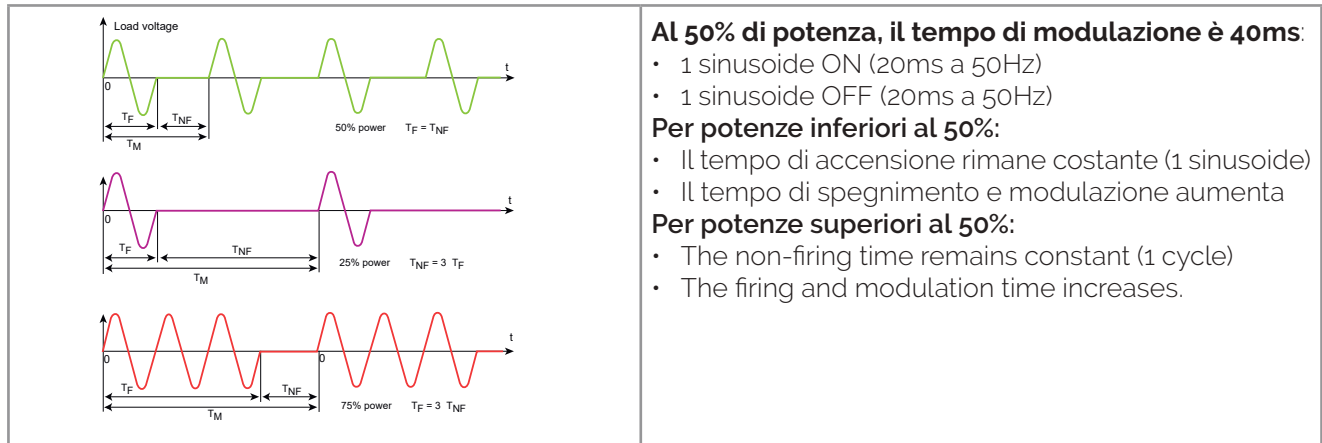 Load voltage
t
0
TF
TNF
50% power TF = TNF
TM
t
0
TF
TNF
25% power TNF = 3 TF
TM
t
0
0
TF
TNF
75% power TF = 3 TNF
TM
Al 50% di potenza, il tempo di modulazione è 40ms:
• 1 sinusoide ON (20ms a 50Hz)
• 1 sinusoide OFF (20ms a 50Hz)
Per potenze inferiori al 50%:
• Il tempo di accensione rimane costante (1 sinusoide)
• Il tempo di spegnimento e modulazione aumenta
Per potenze superiori al 50%:
• The non-firing time remains constant (1 cycle)
• The firing and modulation time increases.